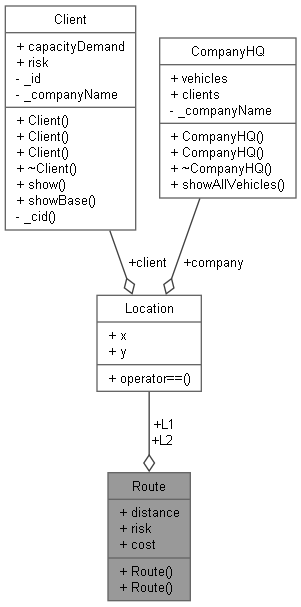 Client
+ capacityDemand
+ risk
- _id
- _companyName
+ Client()
+ Client()
+ Client()
+ ~Client()
+ show()
+ showBase()
- _cid()
CompanyHQ
+ vehicles
+ clients
- _companyName
+ CompanyHQ()
+ CompanyHQ()
+ ~CompanyHQ()
+ showAllVehicles()
+client
+company
Location
+ x
+ y
+ operator==()
+L1
+L2
Route
+ distance
+ risk
+ cost
+ Route()
+ Route()